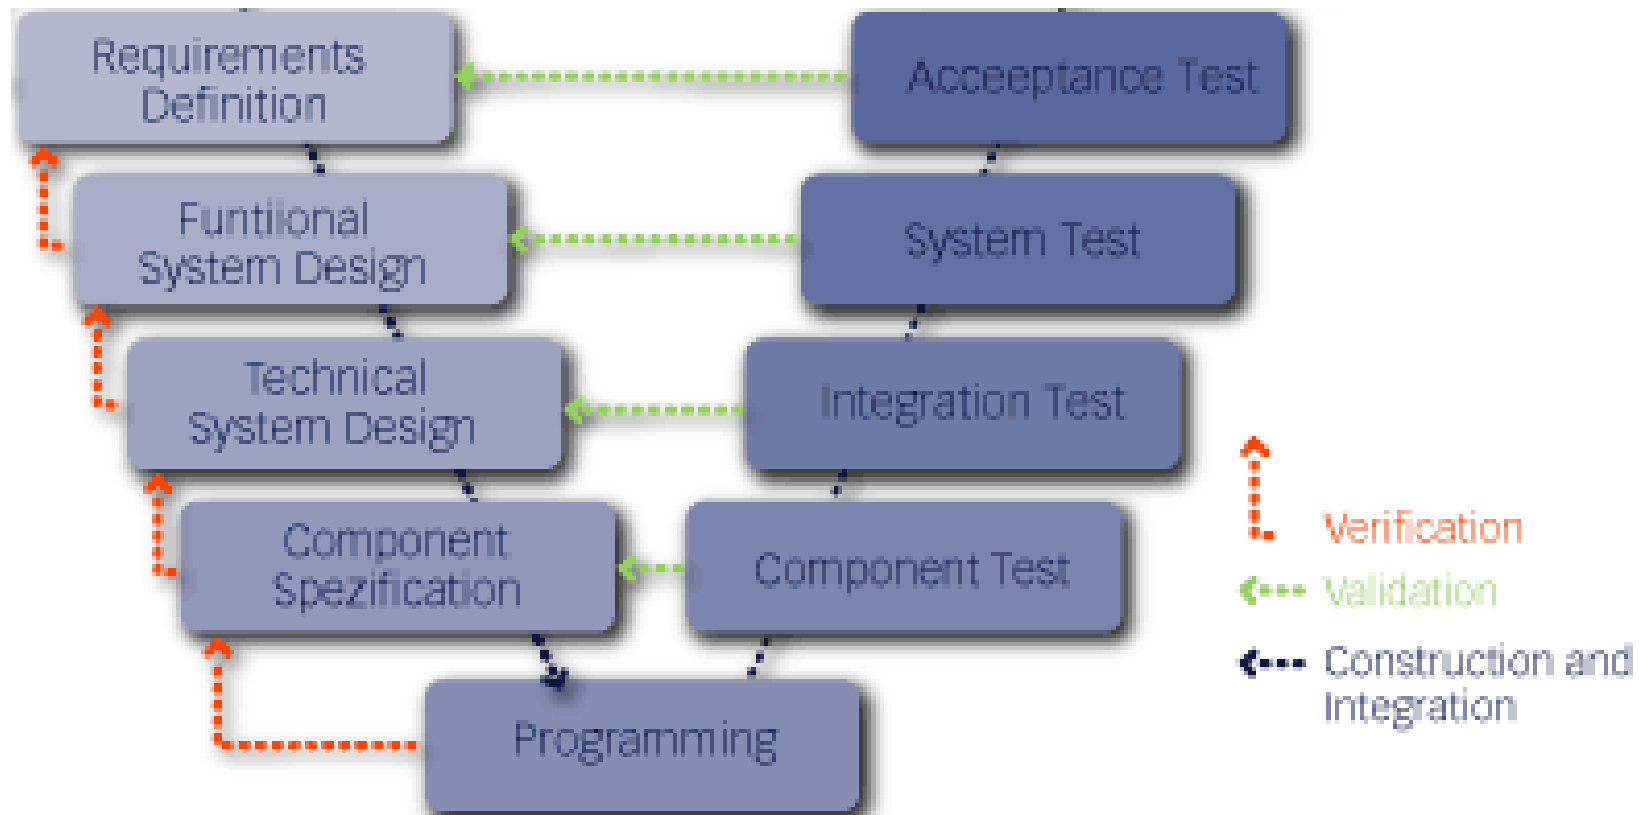 Requirements
Definition
Acceeptance Test
Funtiional
System Design
System Test
Technical
System Design
Integration Test
Component
Spezification
Component Test
Programming
Verification
Validation
Construction and
Integration